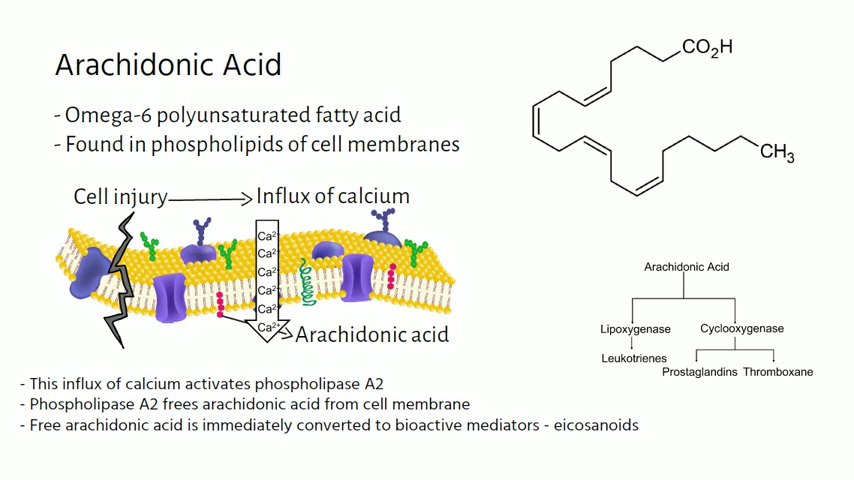 Arachidonic Acid
- Omega-6 polyunsaturated fatty acid
- Found in phospholipids of cell membranes
CO₂H
CH₃
Cell injury
Influx of calcium
Ca²
Ca²
Ca²
Ca²
Ca²
Ca²⁺
Arachidonic acid
Arachidonic Acid
Lipoxygenase
Cyclooxygenase
Leukotrienes
Prostaglandins
Thromboxane
- This influx of calcium activates phospholipase A2
- Phospholipase A2 frees arachidonic acid from cell membrane
- Free arachidonic acid is immediately converted to bioactive mediators - eicosanoids